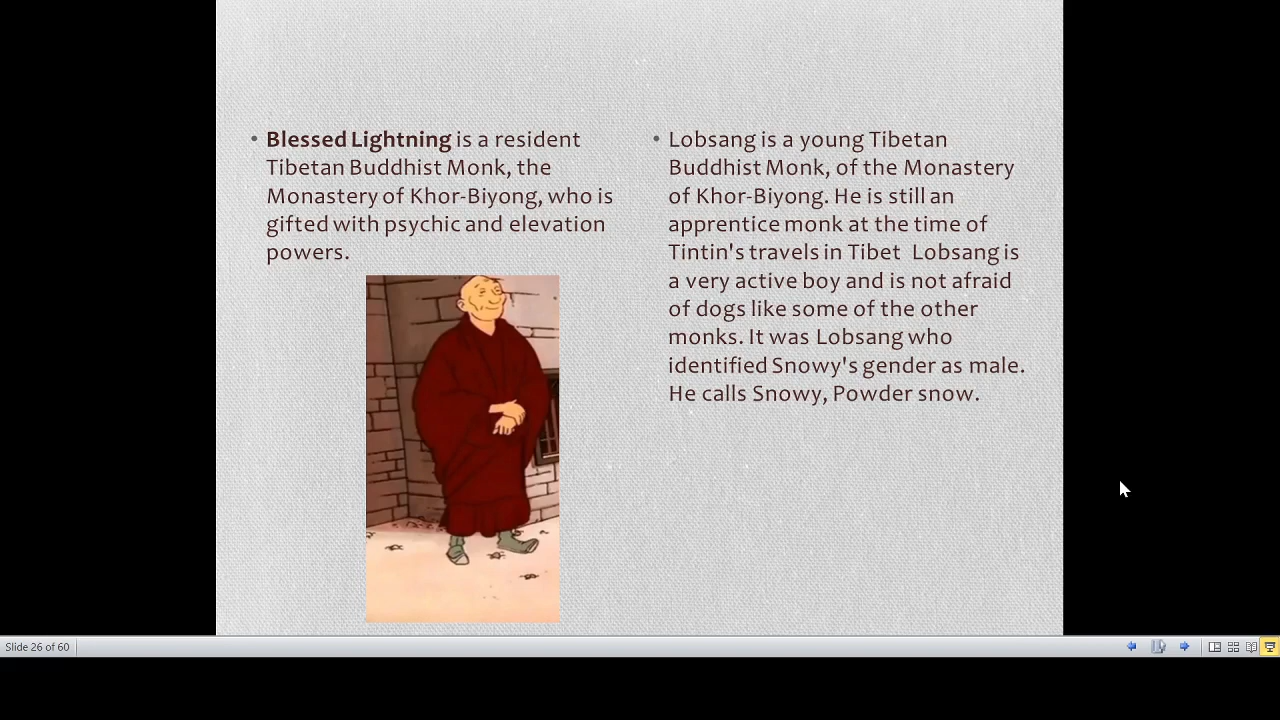 • Blessed Lightning is a resident
Tibetan Buddhist Monk, the
Monastery of Khor-Biyong, who is
gifted with psychic and elevation
powers.
• Lobsang is a young Tibetan
Buddhist Monk, of the Monastery
of Khor-Biyong. He is still an
apprentice monk at the time of
Tintin's travels in Tibet  Lobsang is
a very active boy and is not afraid
of dogs like some of the other
monks. It was Lobsang who
identified Snowy's gender as male.
He calls Snowy, Powder snow.
Slide 26 of 60